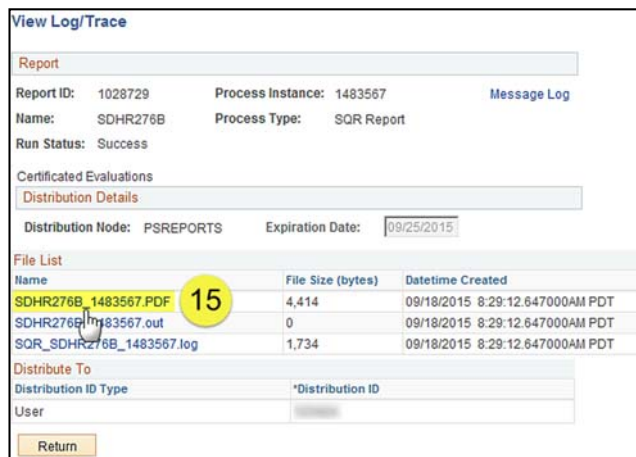 View Log/Trace
Report
Report ID: 1028729 Process Instance: 1483567 Message Log
Name: SDHR276B Process Type: SQR Report
Run Status: Success
Certificated Evaluations
Distribution Details
Distribution Node: PSREPORTS Expiration Date: 09/25/2015
File List
Name File Size (bytes) Datetime Created
SDHR276B_1483567.PDF 15 4,414 09/18/2015 8:29:12.647000AM PDT
SDHR276B_1483567.out 0 09/18/2015 8:29:12.647000AM PDT
SQR_SDHR276B_1483567.log 1,734 09/18/2015 8:29:12.647000AM PDT
Distribute To
Distribution ID Type *Distribution ID
User
Return